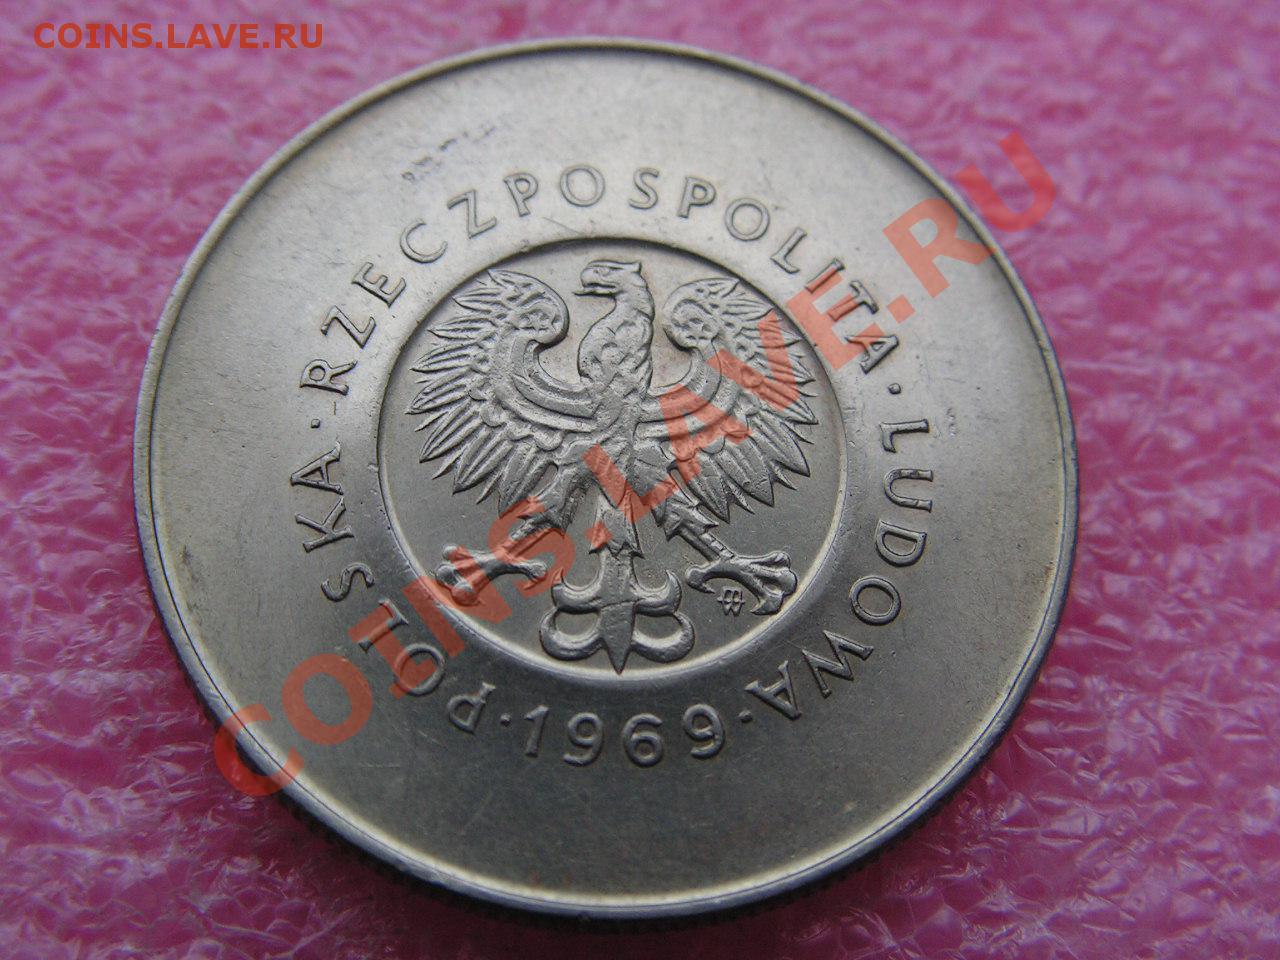 COINS.LAVE.RU
POLSKA · RZECZPOSPOLITA · LUDOWA · 1969 ·
COINS.LAVE.RU